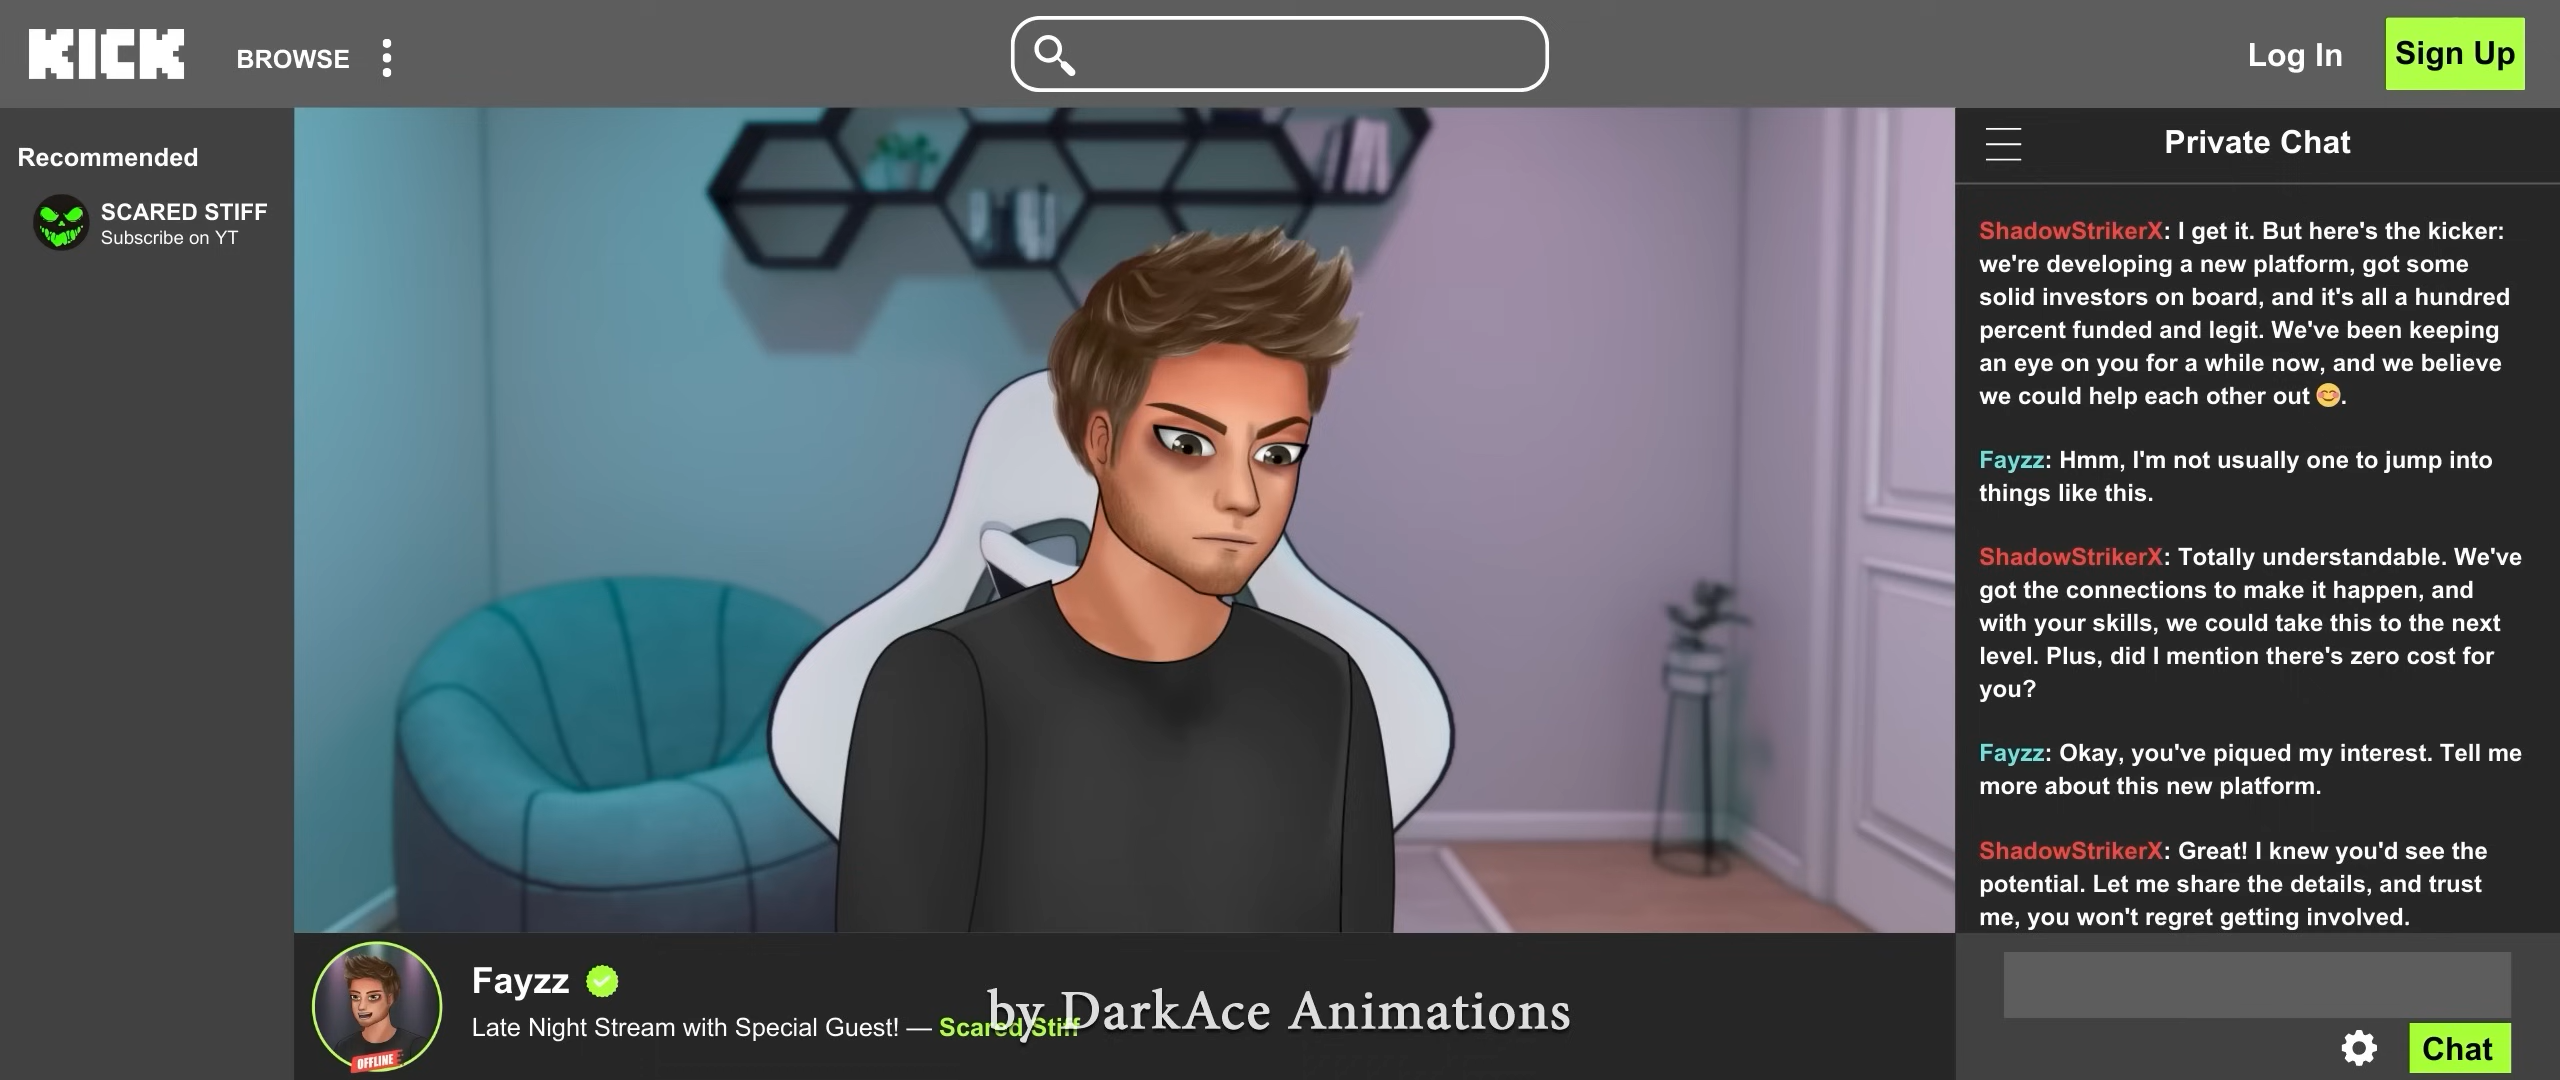 KICK
BROWSE
Log In
Sign Up
Recommended
SCARED STIFF
Subscribe on YT
Private Chat
ShadowStrikerX: I get it. But here's the kicker:
we're developing a new platform, got some
solid investors on board, and it's all a hundred
percent funded and legit. We've been keeping
an eye on you for a while now, and we believe
we could help each other out 😊.
Fayzz: Hmm, I'm not usually one to jump into
things like this.
ShadowStrikerX: Totally understandable. We've
got the connections to make it happen, and
with your skills, we could take this to the next
level. Plus, did I mention there's zero cost for
you?
Fayzz: Okay, you've piqued my interest. Tell me
more about this new platform.
ShadowStrikerX: Great! I knew you'd see the
potential. Let me share the details, and trust
me, you won't regret getting involved.
OFFLINE
Fayzz
Late Night Stream with Special Guest! — Scared Stiff
by DarkAce Animations
Chat